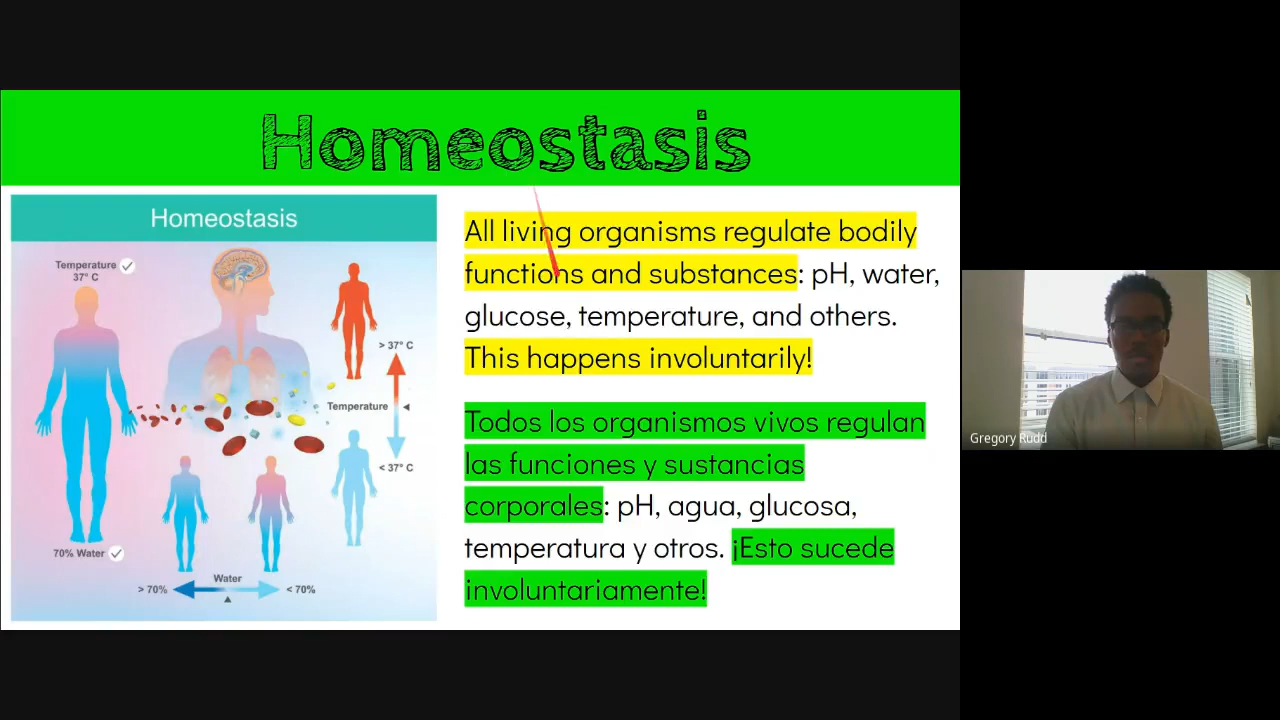 Homeostasis
Homeostasis
Temperature
37° C
> 37° C
Temperature
< 37° C
70% Water
Water
> 70%
< 70%
All living organisms regulate bodily
functions and substances: pH, water,
glucose, temperature, and others.
This happens involuntarily!
Todos los organismos vivos regulan
las funciones y sustancias
corporales: pH, agua, glucosa,
temperatura y otros. ¡Esto sucede
involuntariamente!
Gregory Rudd